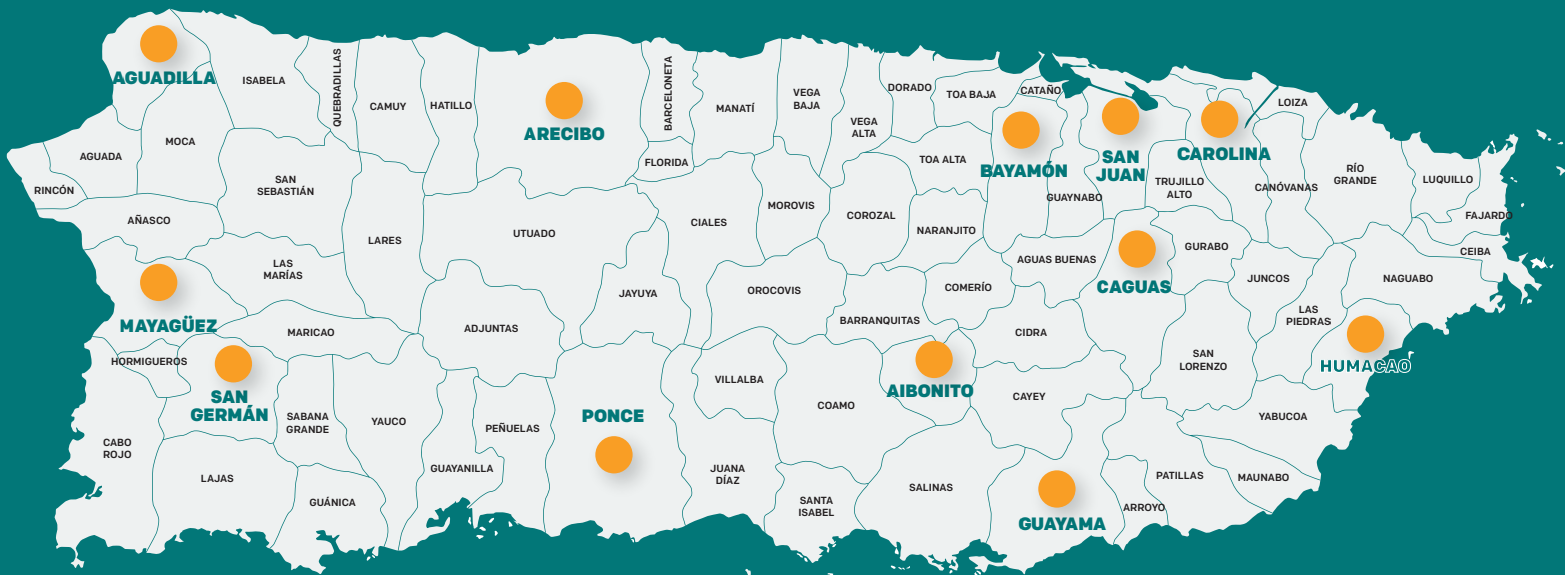 AGUADILLA
ISABELA
QUEBRADILLAS
CAMUY
HATILLO
ARECIBO
BARCELONETA
MANATÍ
VEGA
BAJA
VEGA
ALTA
DORADO
TOA BAJA
CATAÑO
LOIZA
MOCA
AGUADA
RINCÓN
SAN
SEBASTIÁN
FLORIDA
TOA ALTA
BAYAMÓN
SAN
JUAN
CAROLINA
TRUJILLO
ALTO
GUAYNABO
CANÓVANAS
RÍO
GRANDE
LUQUILLO
FAJARDO
AÑASCO
LARES
UTUADO
CIALES
MOROVIS
COROZAL
NARANJITO
AGUAS BUENAS
CAGUAS
GURABO
JUNCOS
CEIBA
NAGUABO
LAS
MARÍAS
MAYAGÜEZ
JAYUYA
OROCOVIS
COMERÍO
BARRANQUITAS
CIDRA
LAS
PIEDRAS
HUMACAO
MARICAO
ADJUNTAS
HORMIGUEROS
SAN
GERMÁN
SABANA
GRANDE
YAUCO
PEÑUELAS
PONCE
VILLALBA
COAMO
AIBONITO
CAYEY
SAN
LORENZO
YABUCOA
CABO
ROJO
LAJAS
GUÁNICA
GUAYANILLA
JUANA
DÍAZ
SANTA
ISABEL
SALINAS
GUAYAMA
ARROYO
PATILLAS
MAUNABO